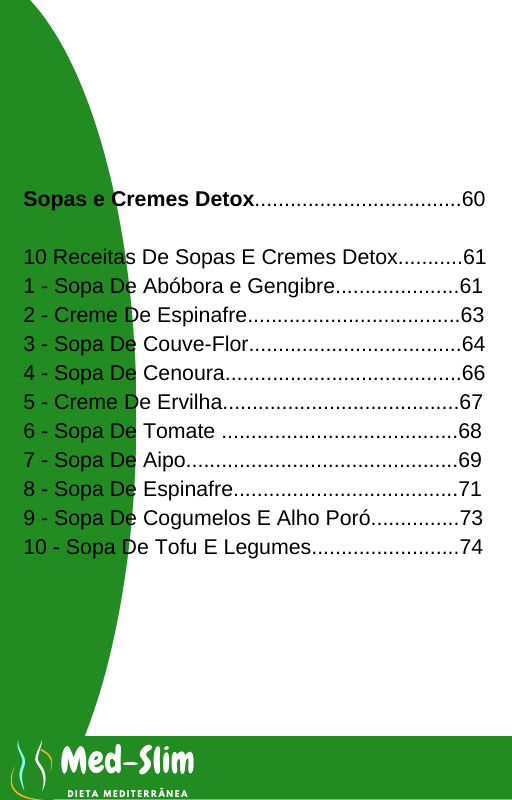 Sopas e Cremes Detox...................................60
10 Receitas De Sopas E Cremes Detox...........61
1 - Sopa De Abóbora e Gengibre.....................61
2 - Creme De Espinafre....................................63
3 - Sopa De Couve-Flor....................................64
4 - Sopa De Cenoura........................................66
5 - Creme De Ervilha........................................67
6 - Sopa De Tomate ........................................68
7 - Sopa De Aipo..............................................69
8 - Sopa De Espinafre......................................71
9 - Sopa De Cogumelos E Alho Poró...............73
10 - Sopa De Tofu E Legumes.........................74
Med-Slim
DIETA MEDITERRÂNEA